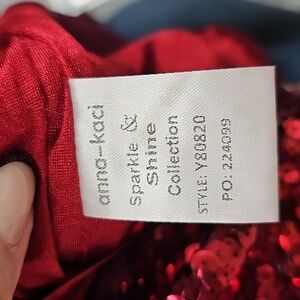 anna-kaci
Sparkle &
Shine
Collection
STYLE: Y80820
PO: 224099